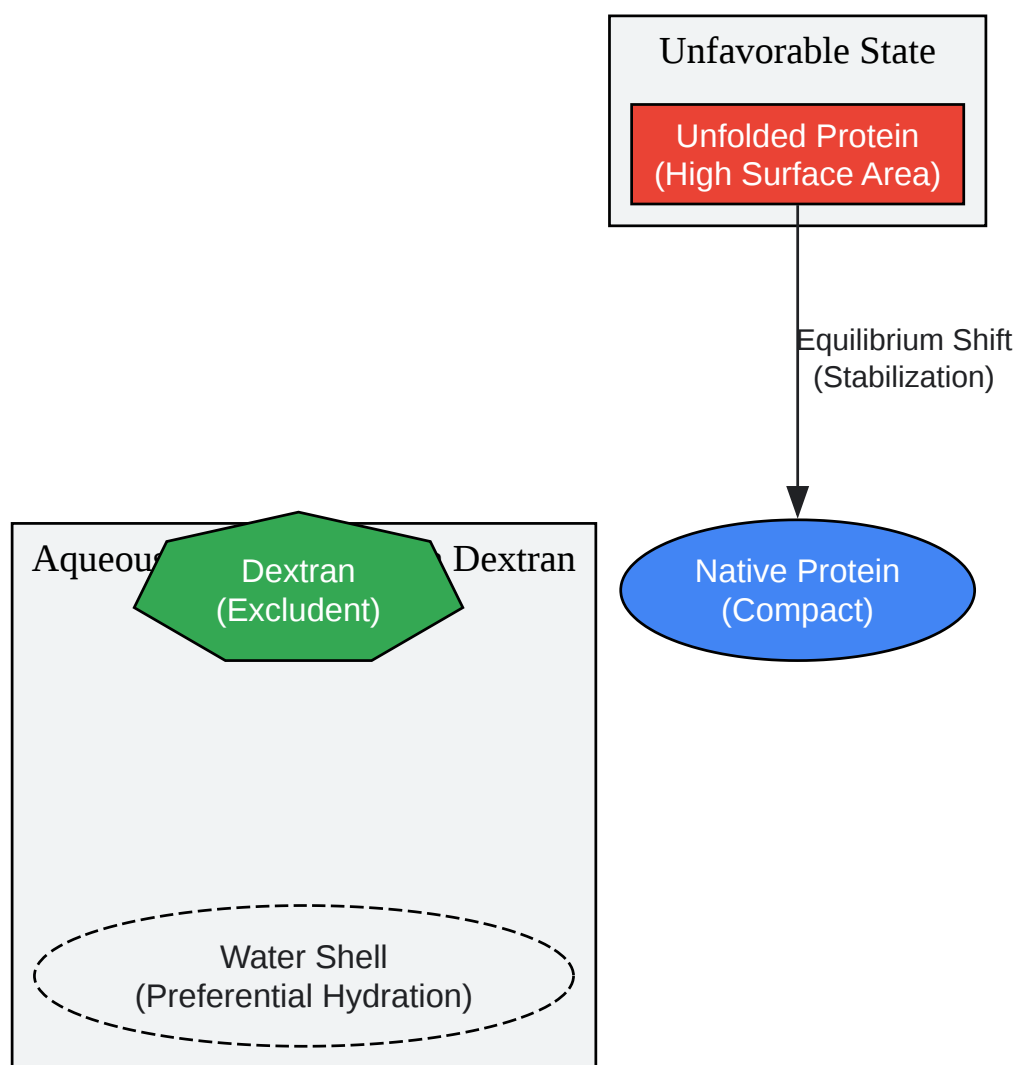 Unfavorable State
Unfolded Protein
(High Surface Area)
Equilibrium Shift
(Stabilization)
Aqueous Dextran
Dextran
(Excludent)
Native Protein
(Compact)
Water Shell
(Preferential Hydration)